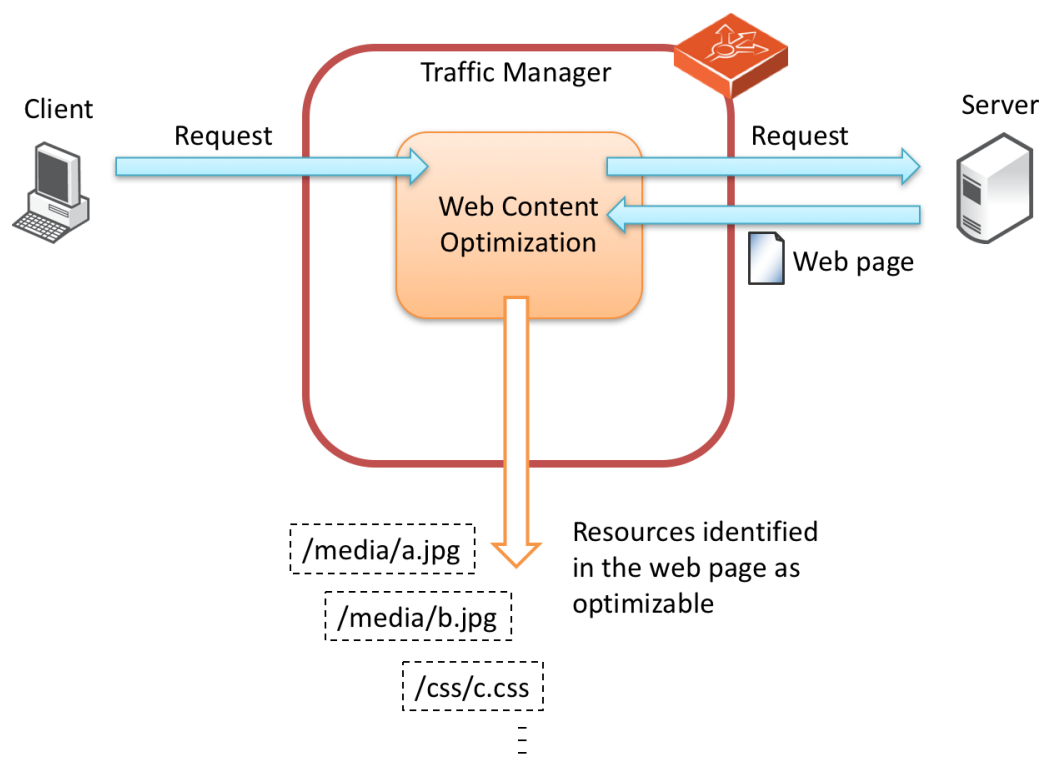 Traffic Manager
Client
Server
Request
Request
Web Content
Optimization
Web page
Resources identified
in the web page as
optimizable
/media/a.jpg
/media/b.jpg
/css/c.css